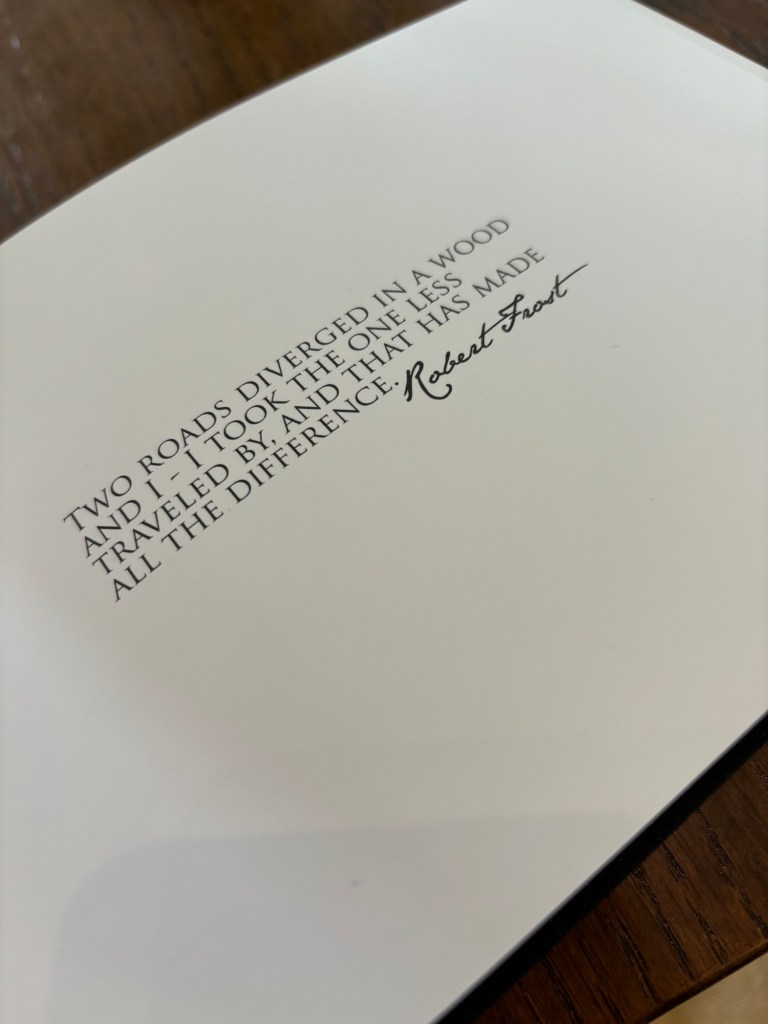 TWO ROADS DIVERGED IN A WOOD
AND I – I TOOK THE ONE LESS
TRAVELED BY, AND THAT HAS MADE
ALL THE DIFFERENCE. Robert Frost